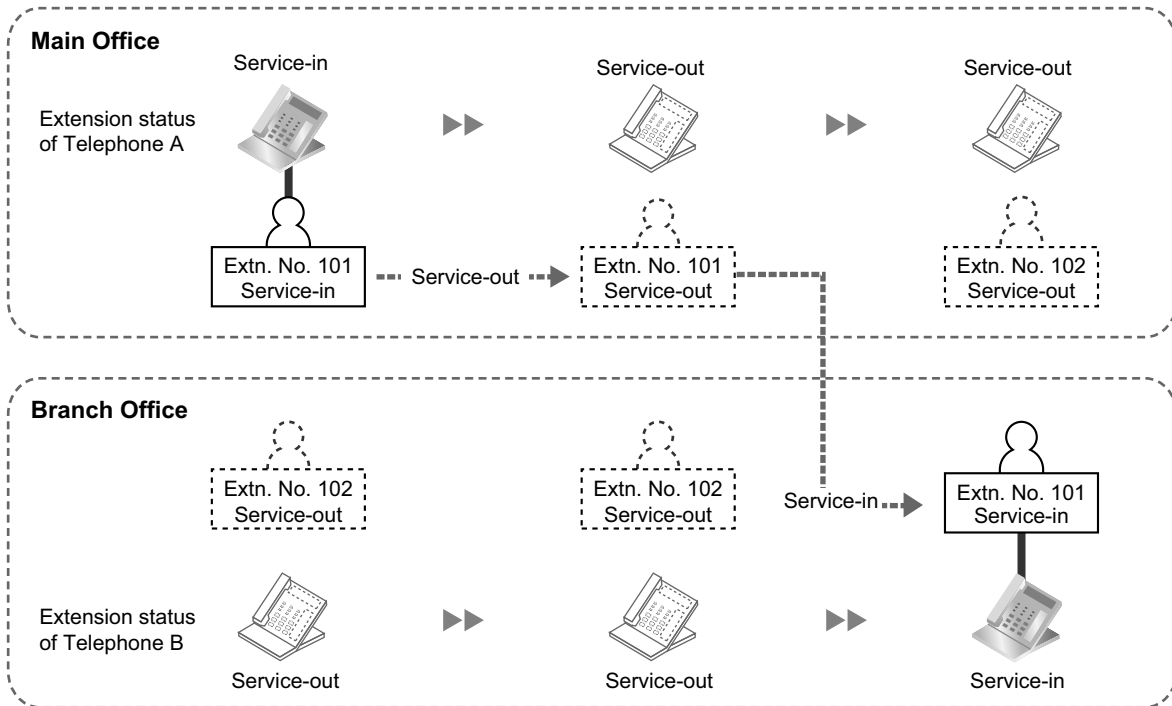 Main Office
Service-in
Service-out
Service-out
Extension status
of Telephone A
Extn. No. 101
Service-in
Service-out
Extn. No. 101
Service-out
Extn. No. 102
Service-out
Branch Office
Extn. No. 102
Service-out
Extn. No. 102
Service-out
Service-in
Extn. No. 101
Service-in
Extension status
of Telephone B
Service-out
Service-out
Service-in